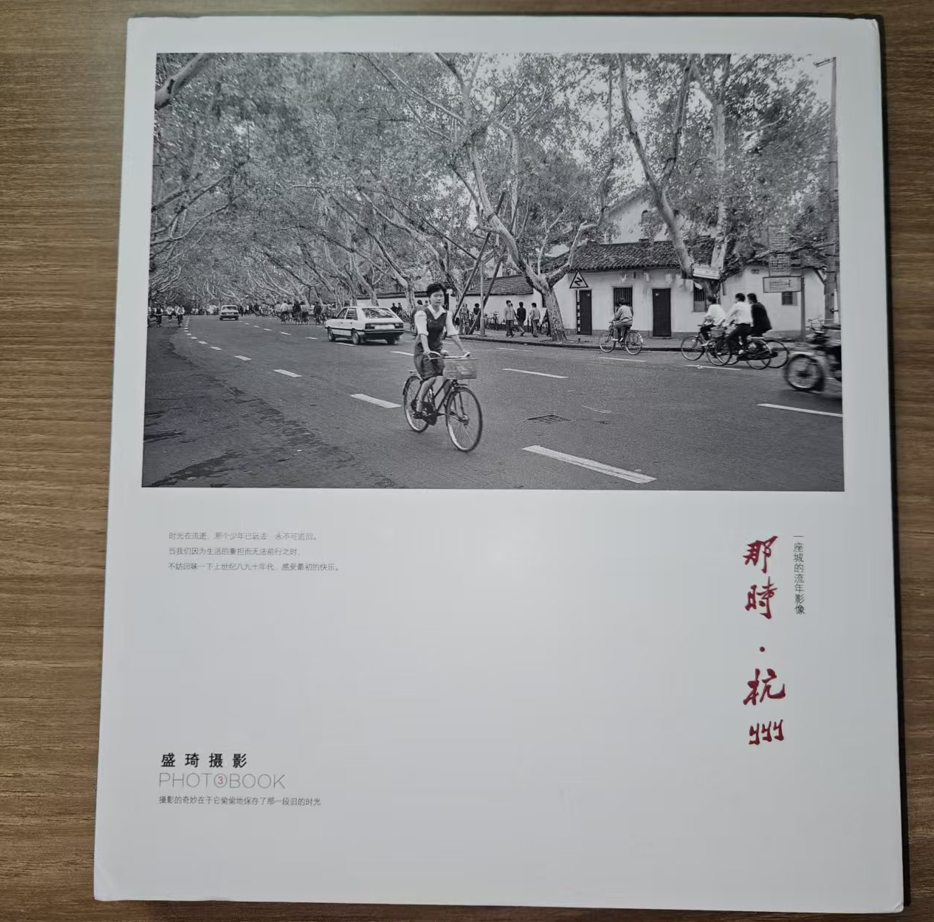 时光在流逝，那个少年已远去，永不可追回。
当我们因为生活的重担而无法前行之时，
不妨回味一下上世纪八九十年代，感受最初的快乐。
一座城的流年影像
那時·杭州
盛琦摄影
PHOTO③BOOK
摄影的奇妙在于它偷偷地保存了那一段旧的时光